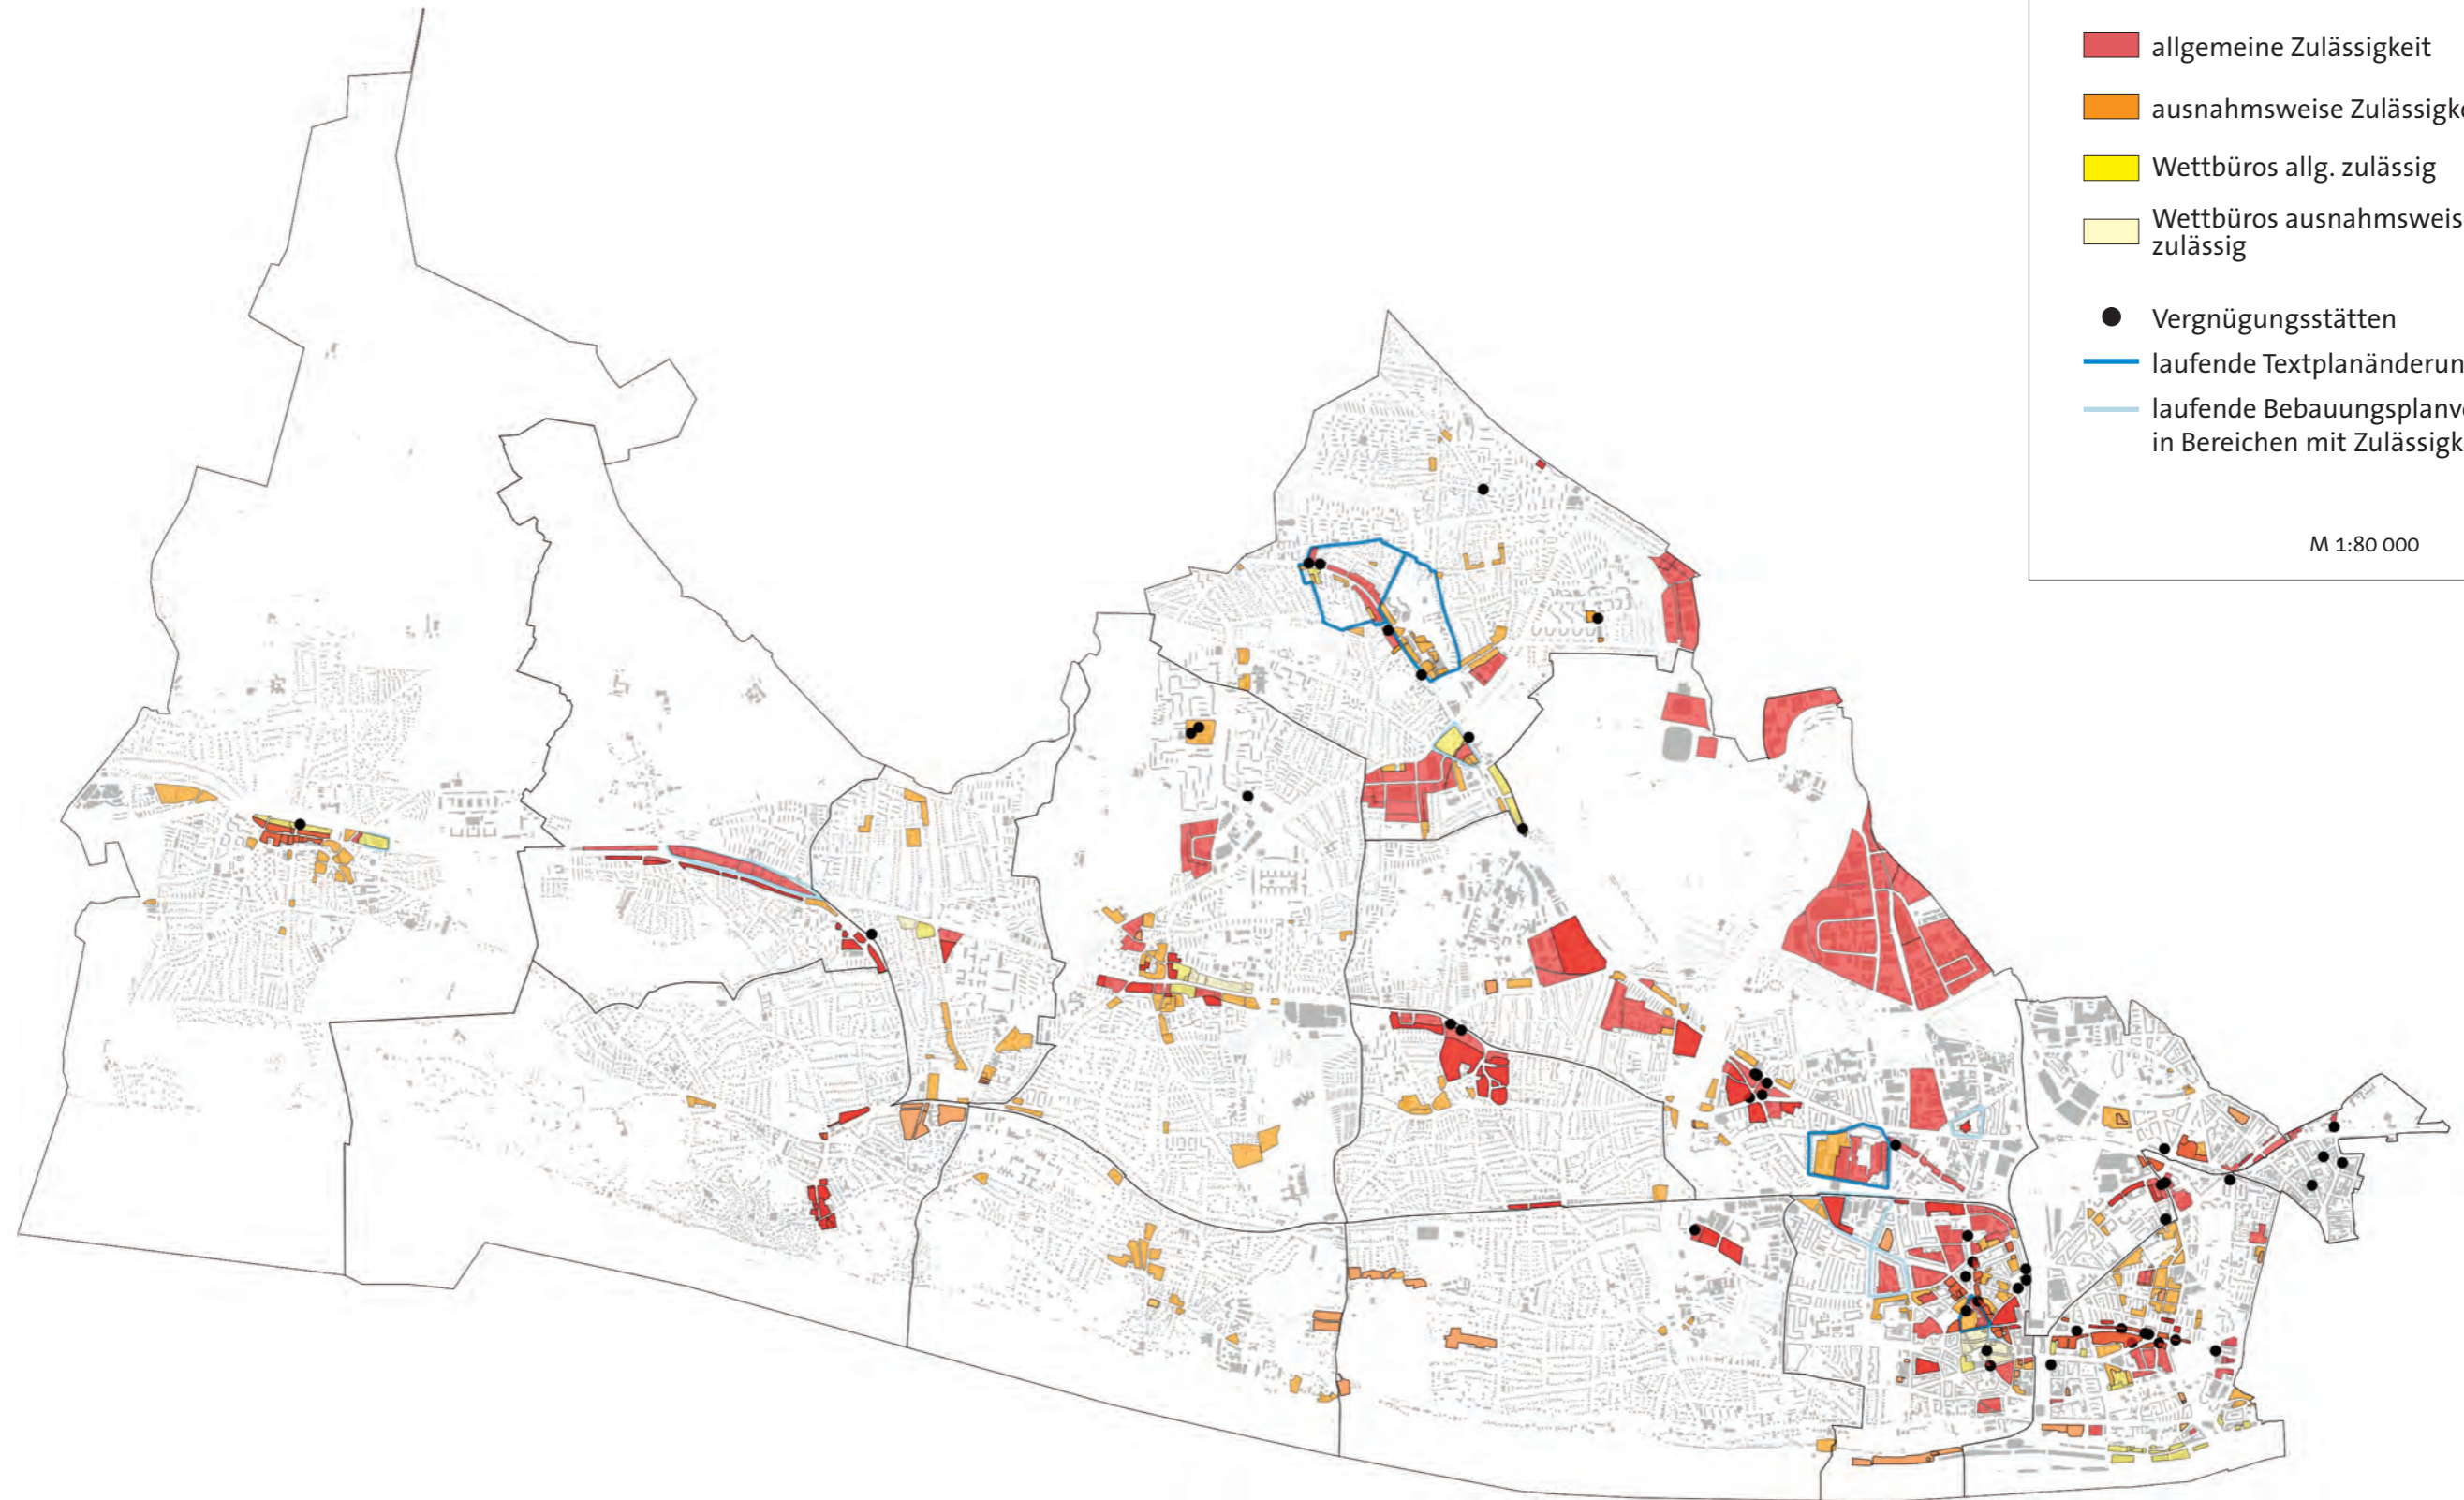 allgemeine Zulässigkeit
ausnahmsweise Zulässigke
Wettbüros allg. zulässig
Wettbüros ausnahmsweis
zulässig
Vergnügungsstätten
laufende Textplanänderun
laufende Bebauungsplanv
in Bereichen mit Zulässigk
M 1:80 000